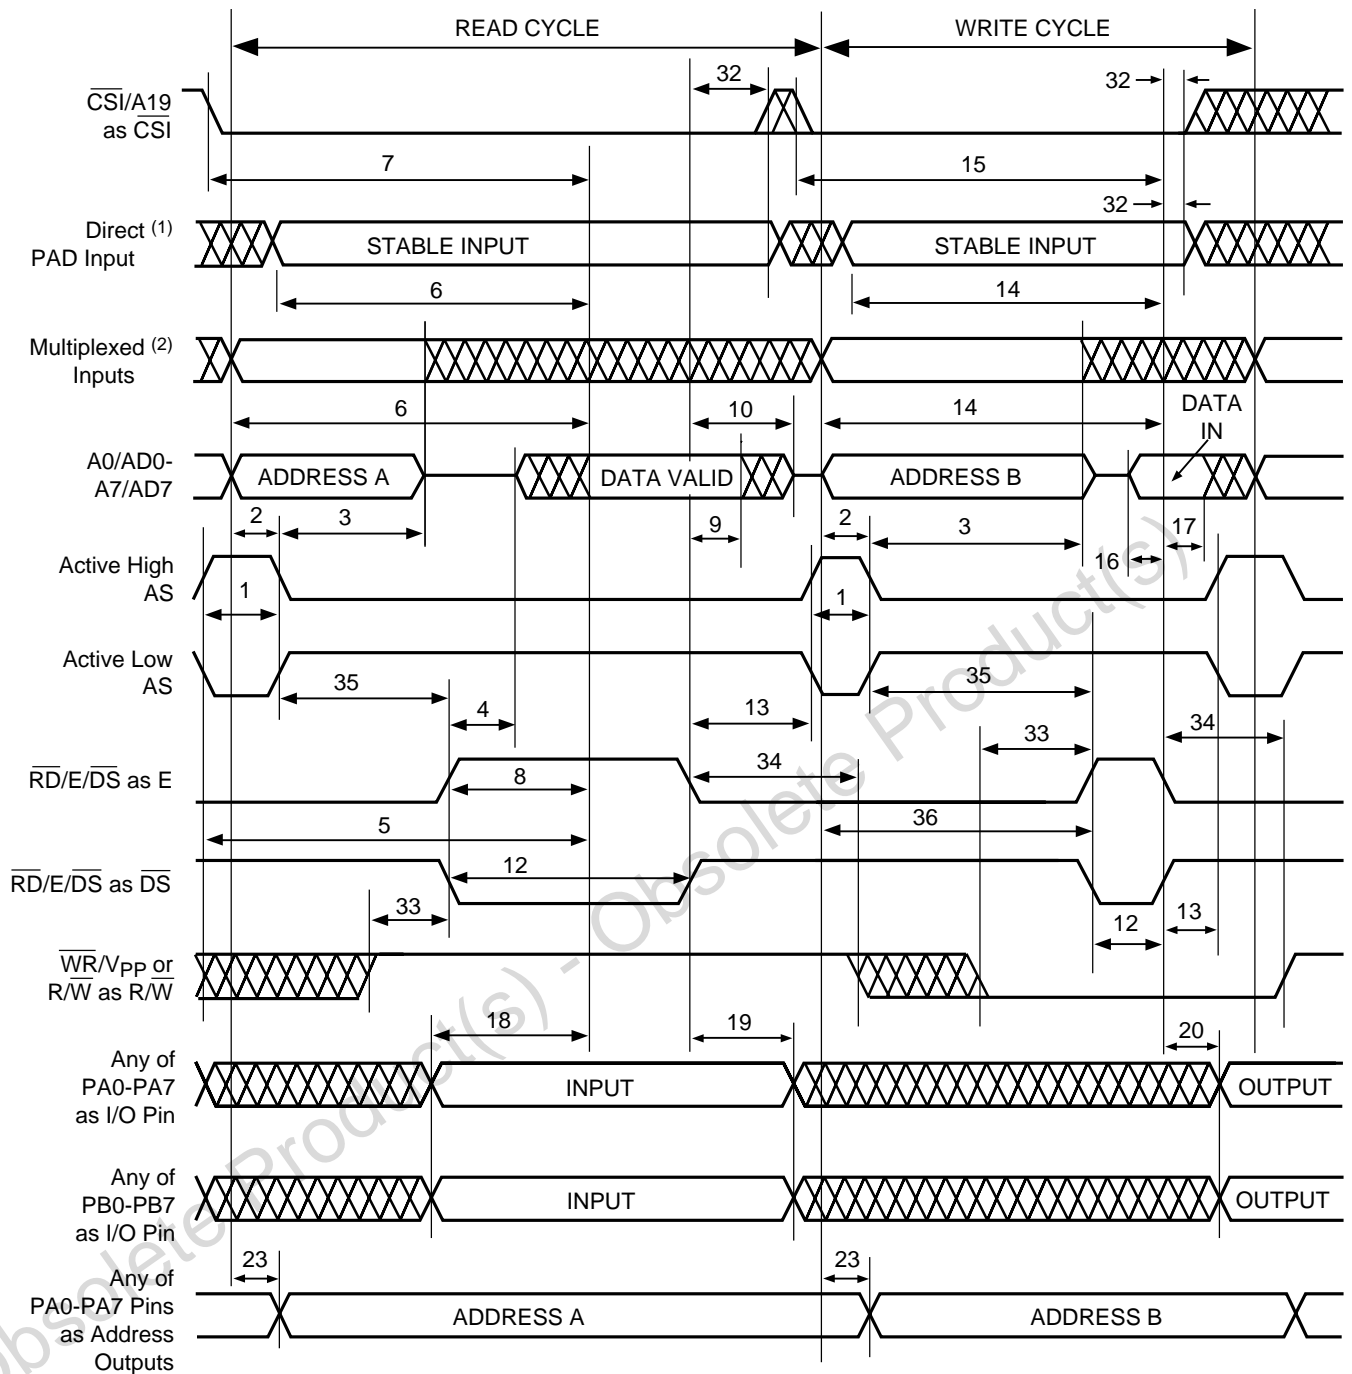 READ CYCLE
WRITE CYCLE
32
32
CSI/A19
as CSI
7
15
32
Direct (1)
PAD Input
STABLE INPUT
STABLE INPUT
6
14
Multiplexed (2)
Inputs
6
10
14
DATA
IN
A0/AD0-
A7/AD7
ADDRESS A
DATA VALID
ADDRESS B
2
3
9
2
3
17
16
Active High
AS
1
1
Active Low
AS
35
4
13
35
34
33
34
RD/E/DS as E
8
5
36
RD/E/DS as DS
12
33
12
13
WR/VPP or
R/W as R/W
18
19
20
Any of
PA0-PA7
as I/O Pin
INPUT
OUTPUT
Any of
PB0-PB7
as I/O Pin
INPUT
OUTPUT
23
23
Any of
PA0-PA7 Pins
as Address
Outputs
ADDRESS A
ADDRESS B
Obsolete Product(s) - Obsolete Product(s)